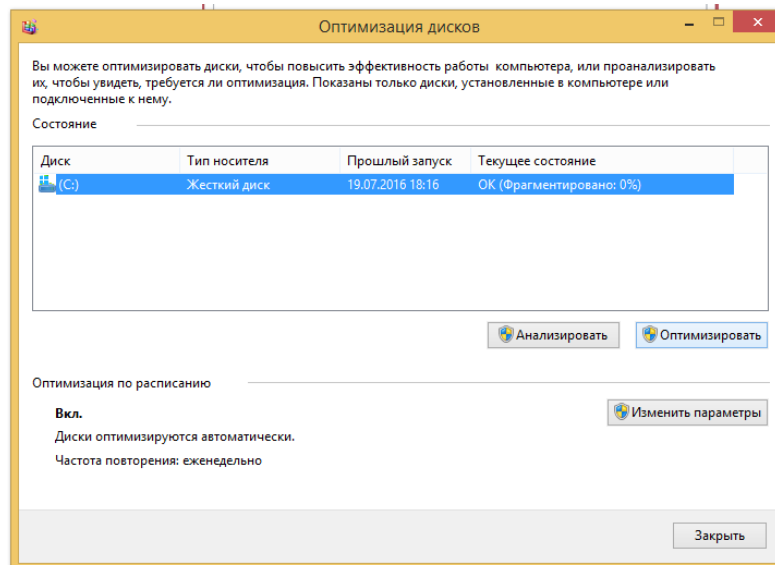 Оптимизация дисков
Вы можете оптимизировать диски, чтобы повысить эффективность работы компьютера, или проанализировать
их, чтобы увидеть, требуется ли оптимизация. Показаны только диски, установленные в компьютере или
подключенные к нему.
Состояние
Диск Тип носителя Прошлый запуск Текущее состояние
(C:) Жесткий диск 19.07.2016 18:16 ОК (Фрагментировано: 0%)
Анализировать Оптимизировать
Оптимизация по расписанию
Вкл. Изменить параметры
Диски оптимизируются автоматически.
Частота повторения: еженедельно
Закрыть